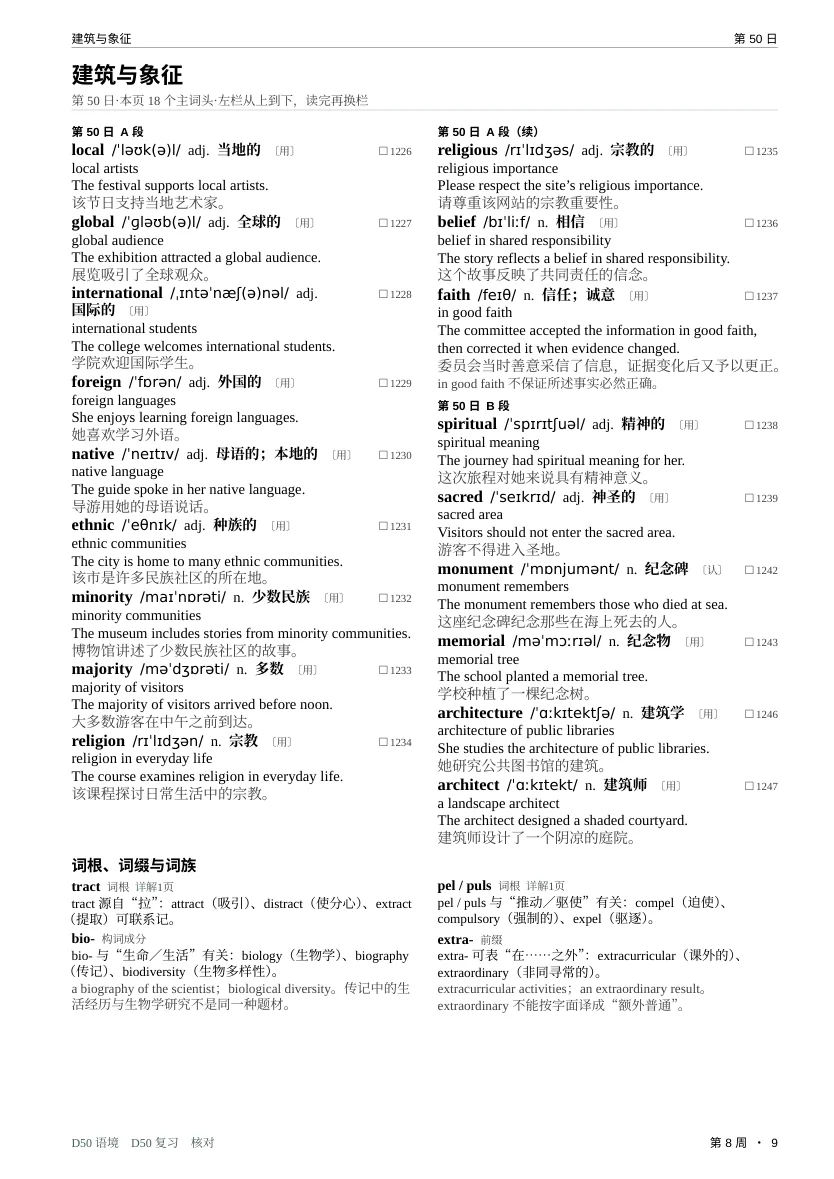 建筑与象征
第 50 日
建筑与象征
第 50 日·本页 18 个主词头·左栏从上到下，读完再换栏
第 50 日 A 段
local /ˈləʊk(ə)l/ adj. 当地的 〔用〕 □1226
local artists
The festival supports local artists.
该节日支持当地艺术家。
global /ˈɡləʊb(ə)l/ adj. 全球的 〔用〕 □1227
global audience
The exhibition attracted a global audience.
展览吸引了全球观众。
international /ˌɪntəˈnæʃ(ə)nəl/ adj. □1228
国际的 〔用〕
international students
The college welcomes international students.
学院欢迎国际学生。
foreign /ˈfɒrən/ adj. 外国的 〔用〕 □1229
foreign languages
She enjoys learning foreign languages.
她喜欢学习外语。
native /ˈneɪtɪv/ adj. 母语的；本地的 〔用〕 □1230
native language
The guide spoke in her native language.
导游用她的母语说话。
ethnic /ˈeθnɪk/ adj. 种族的 〔用〕 □1231
ethnic communities
The city is home to many ethnic communities.
该市是许多民族社区的所在地。
minority /maɪˈnɒrəti/ n. 少数民族 〔用〕 □1232
minority communities
The museum includes stories from minority communities.
博物馆讲述了少数民族社区的故事。
majority /məˈdʒɒrəti/ n. 多数 〔用〕 □1233
majority of visitors
The majority of visitors arrived before noon.
大多数游客在中午之前到达。
religion /rɪˈlɪdʒən/ n. 宗教 〔用〕 □1234
religion in everyday life
The course examines religion in everyday life.
该课程探讨日常生活中的宗教。
第 50 日 A 段（续）
religious /rɪˈlɪdʒəs/ adj. 宗教的 〔用〕 □1235
religious importance
Please respect the site’s religious importance.
请尊重该网站的宗教重要性。
belief /bɪˈliːf/ n. 相信 〔用〕 □1236
belief in shared responsibility
The story reflects a belief in shared responsibility.
这个故事反映了共同责任的信念。
faith /feɪθ/ n. 信任；诚意 〔用〕 □1237
in good faith
The committee accepted the information in good faith,
then corrected it when evidence changed.
委员会当时善意采信了信息，证据变化后又予以更正。
in good faith 不保证所述事实必然正确。
第 50 日 B 段
spiritual /ˈspɪrɪtʃuəl/ adj. 精神的 〔用〕 □1238
spiritual meaning
The journey had spiritual meaning for her.
这次旅程对她来说具有精神意义。
sacred /ˈseɪkrɪd/ adj. 神圣的 〔用〕 □1239
sacred area
Visitors should not enter the sacred area.
游客不得进入圣地。
monument /ˈmɒnjumənt/ n. 纪念碑 〔认〕 □1242
monument remembers
The monument remembers those who died at sea.
这座纪念碑纪念那些在海上死去的人。
memorial /məˈmɔːrɪəl/ n. 纪念物 〔用〕 □1243
memorial tree
The school planted a memorial tree.
学校种植了一棵纪念树。
architecture /ˈɑːkɪtektʃə/ n. 建筑学 〔用〕 □1246
architecture of public libraries
She studies the architecture of public libraries.
她研究公共图书馆的建筑。
architect /ˈɑːkɪtekt/ n. 建筑师 〔用〕 □1247
a landscape architect
The architect designed a shaded courtyard.
建筑师设计了一个阴凉的庭院。
词根、词缀与词族
tract 词根 详解1页
tract 源自“拉”：attract（吸引）、distract（使分心）、extract
（提取）可联系记。
bio- 构词成分
bio- 与“生命／生活”有关：biology（生物学）、biography
（传记）、biodiversity（生物多样性）。
a biography of the scientist；biological diversity。传记中的生
活经历与生物学研究不是同一种题材。
pel / puls 词根 详解1页
pel / puls 与“推动／驱使”有关：compel（迫使）、
compulsory（强制的）、expel（驱逐）。
extra- 前缀
extra- 可表“在……之外”：extracurricular（课外的）、
extraordinary（非同寻常的）。
extracurricular activities；an extraordinary result。
extraordinary 不能按字面译成“额外普通”。
D50 语境 D50 复习 核对
第 8 周 · 9